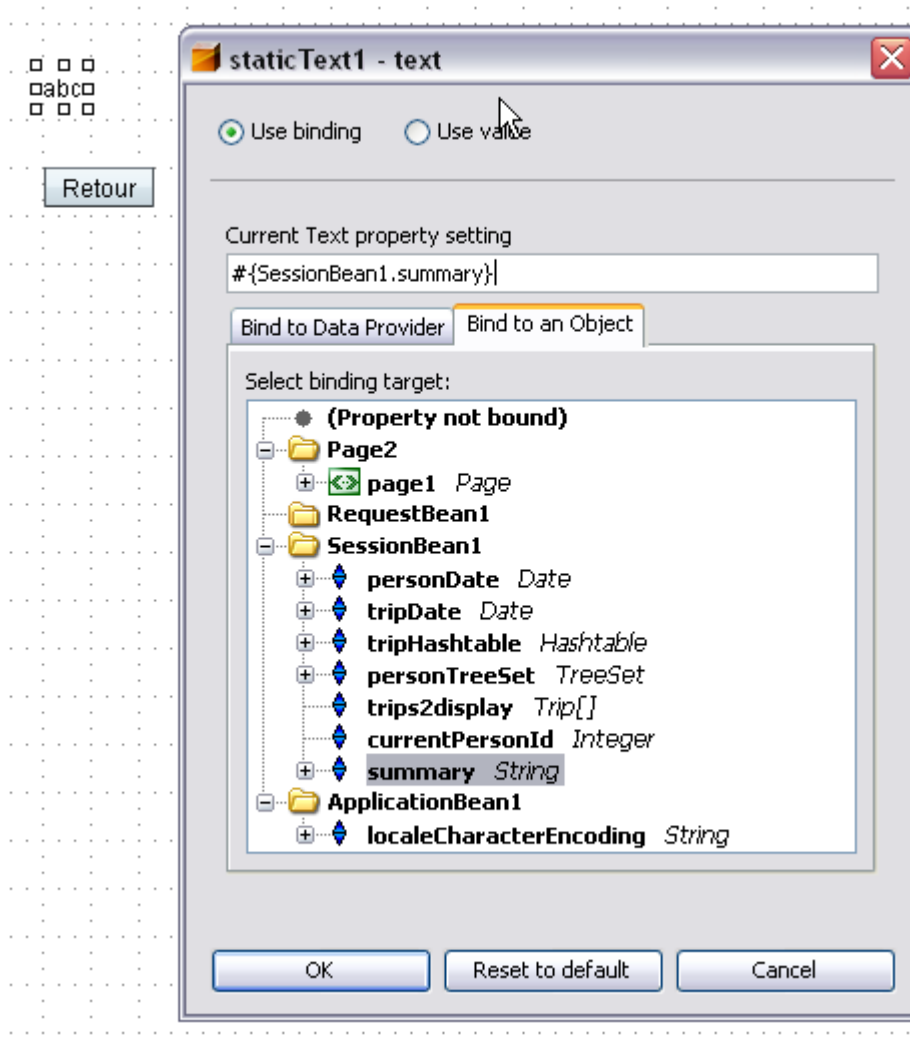 staticText1 - text
abc
Use binding Use value
Retour
Current Text property setting
#{SessionBean1.summary}
Bind to Data Provider Bind to an Object
Select binding target:
(Property not bound)
Page2
page1 Page
RequestBean1
SessionBean1
personDate Date
tripDate Date
tripHashtable Hashtable
personTreeSet TreeSet
trips2display Trip[]
currentPersonId Integer
summary String
ApplicationBean1
localeCharacterEncoding String
OK Reset to default Cancel